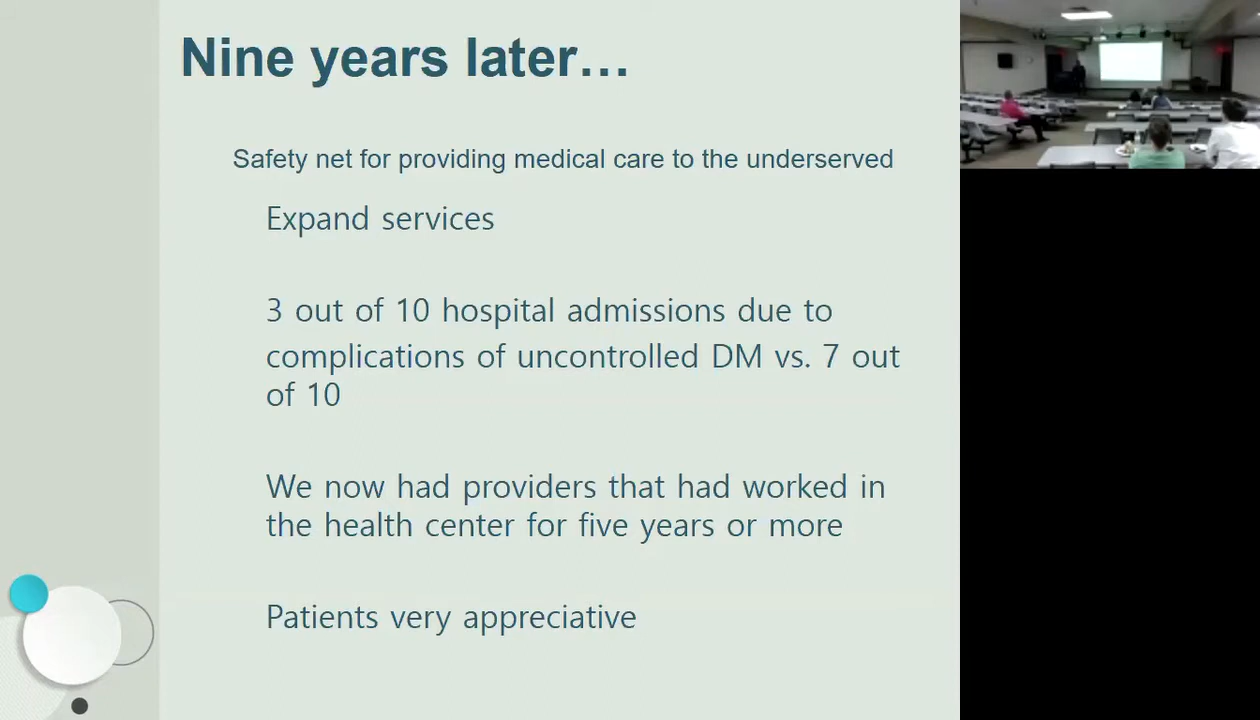 Nine years later…
Safety net for providing medical care to the underserved
Expand services
3 out of 10 hospital admissions due to
complications of uncontrolled DM vs. 7 out
of 10
We now had providers that had worked in
the health center for five years or more
Patients very appreciative